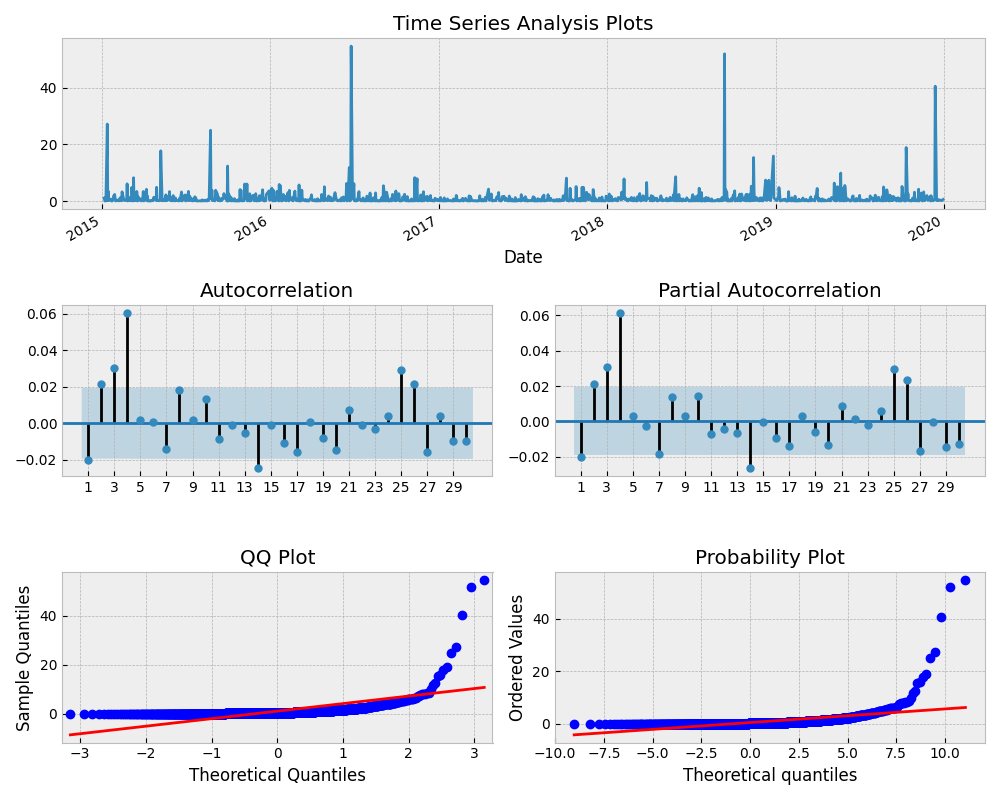 Time Series Analysis Plots
40
20
0
2015 2016 2017 2018 2019 2020
Date
Autocorrelation
0.06
0.04
0.02
0.00
−0.02
1 3 5 7 9 11 13 15 17 19 21 23 25 27 29
Partial Autocorrelation
0.06
0.04
0.02
0.00
−0.02
1 3 5 7 9 11 13 15 17 19 21 23 25 27 29
QQ Plot
Sample Quantiles
40
20
0
−3 −2 −1 0 1 2 3
Theoretical Quantiles
Probability Plot
Ordered Values
40
20
0
−10.0 −7.5 −5.0 −2.5 0.0 2.5 5.0 7.5 10.0
Theoretical quantiles